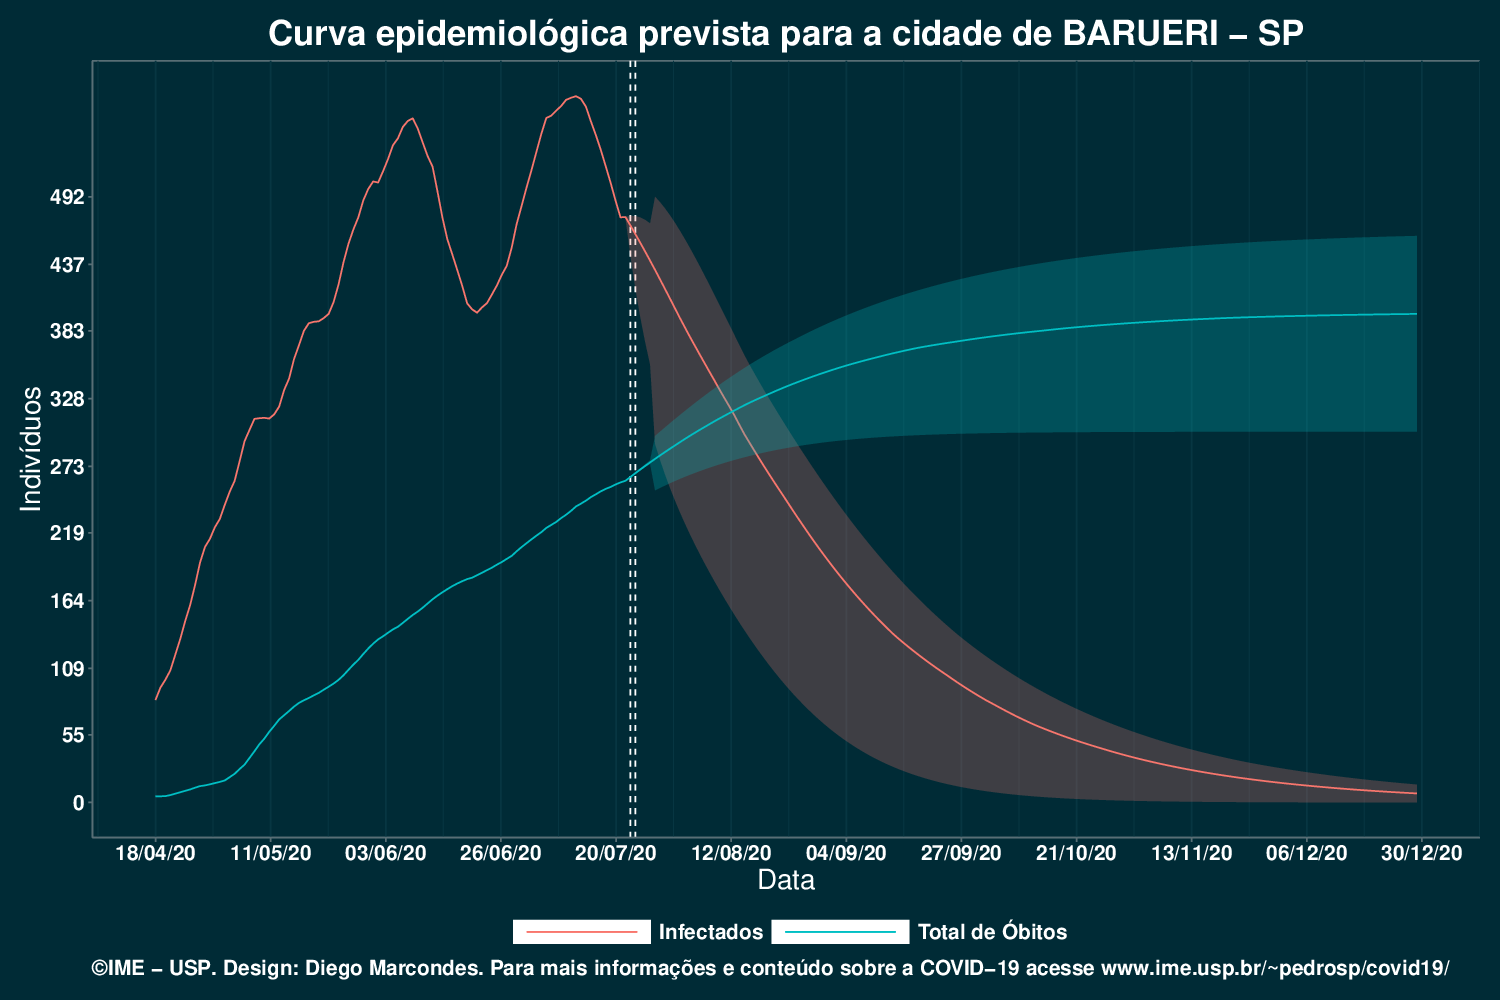 Curva epidemiológica prevista para a cidade de BARUERI – SP
Indivíduos
492
437
383
328
273
219
164
109
55
0
18/04/20 11/05/20 03/06/20 26/06/20 20/07/20 12/08/20 04/09/20 27/09/20 21/10/20 13/11/20 06/12/20 30/12/20
Data
Infectados Total de Óbitos
©IME – USP. Design: Diego Marcondes. Para mais informações e conteúdo sobre a COVID–19 acesse www.ime.usp.br/~pedrosp/covid19/